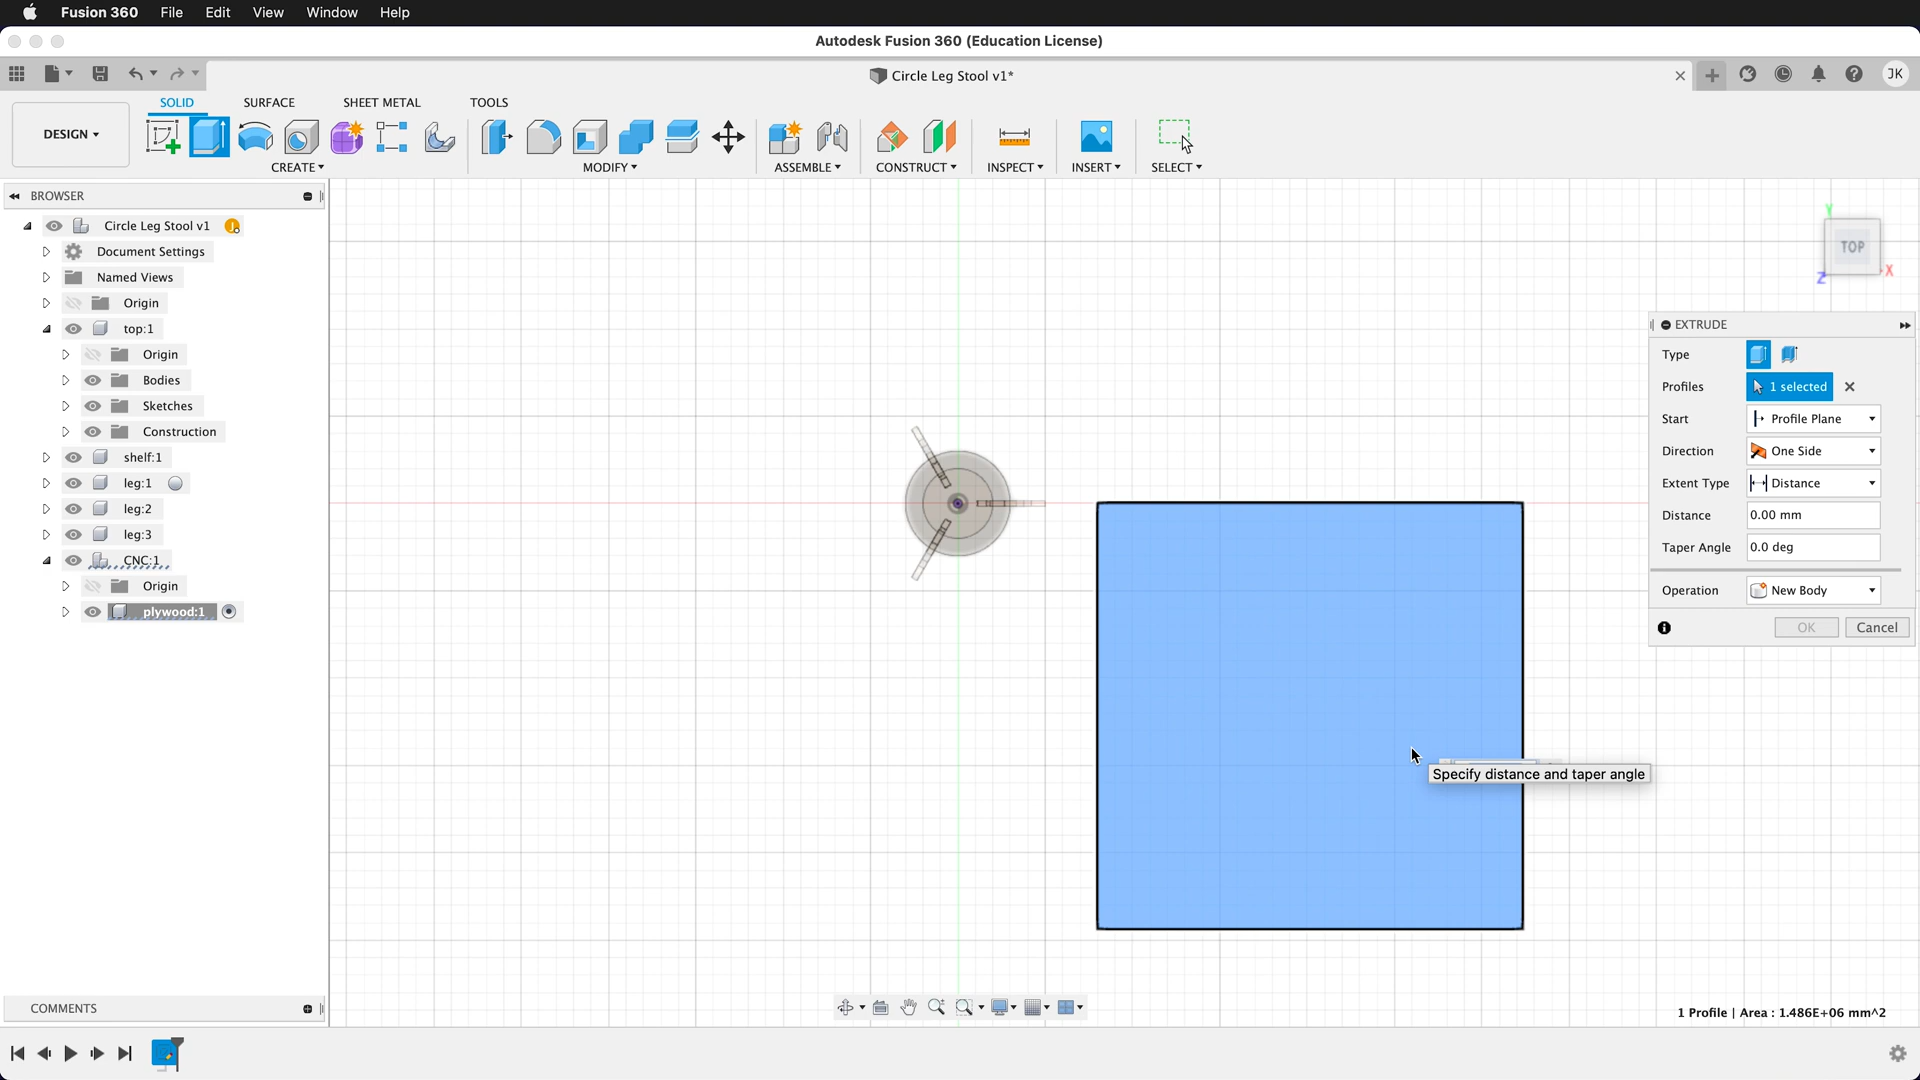 Fusion 360 File Edit View Window Help
Autodesk Fusion 360 (Education License)
Circle Leg Stool v1*
JK
SOLID SURFACE SHEET METAL TOOLS
DESIGN
CREATE MODIFY ASSEMBLE CONSTRUCT INSPECT INSERT SELECT
BROWSER
Circle Leg Stool v1
Document Settings
Named Views
Origin
top:1
Origin
Bodies
Sketches
Construction
shelf:1
leg:1
leg:2
leg:3
CNC:1
Origin
plywood:1
Y
TOP
X
Z
EXTRUDE
Type
Profiles 1 selected
Start Profile Plane
Direction One Side
Extent Type Distance
Distance 0.00 mm
Taper Angle 0.0 deg
Operation New Body
OK Cancel
Specify distance and taper angle
COMMENTS
1 Profile | Area : 1.486E+06 mm^2